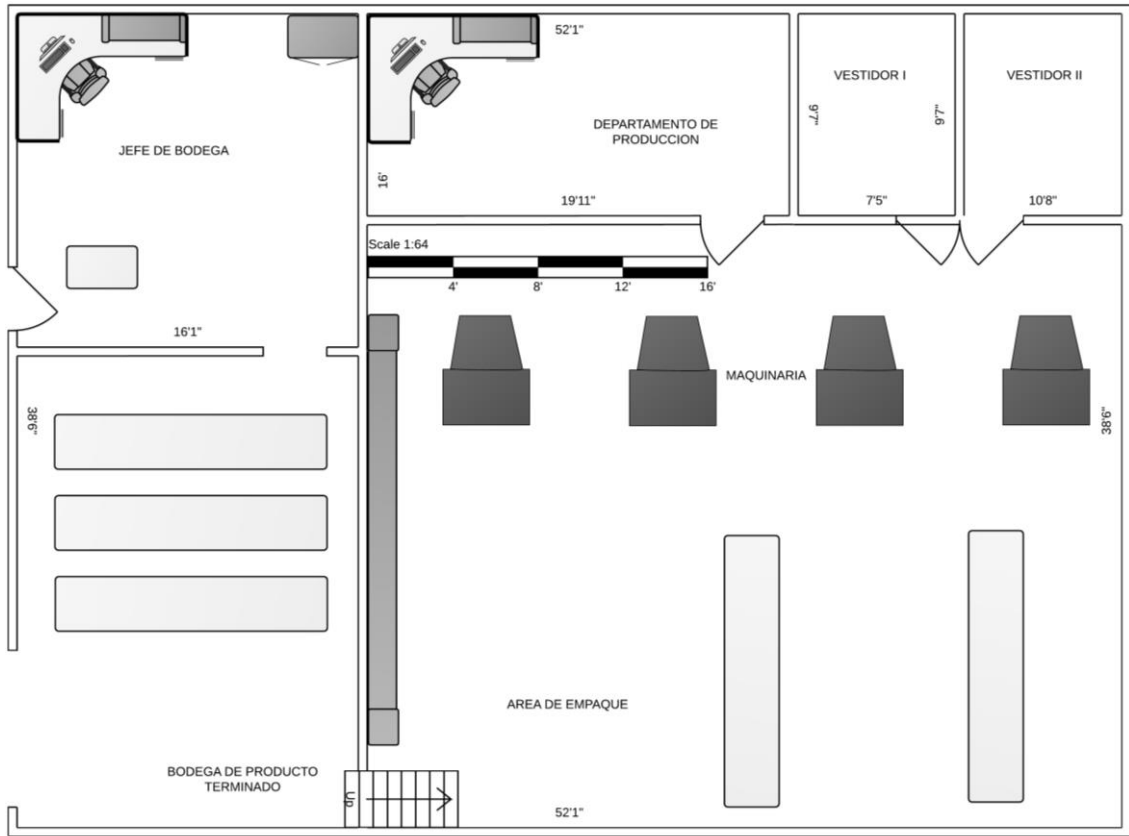 52'1"
VESTIDOR I
VESTIDOR II
9'7"
9'7"
DEPARTAMENTO DE
PRODUCCION
JEFE DE BODEGA
16'
19'11"
7'5"
10'8"
Scale 1:64
4'
8'
12'
16'
16'1"
MAQUINARIA
38'6"
38'6"
AREA DE EMPAQUE
BODEGA DE PRODUCTO
TERMINADO
Up
52'1"